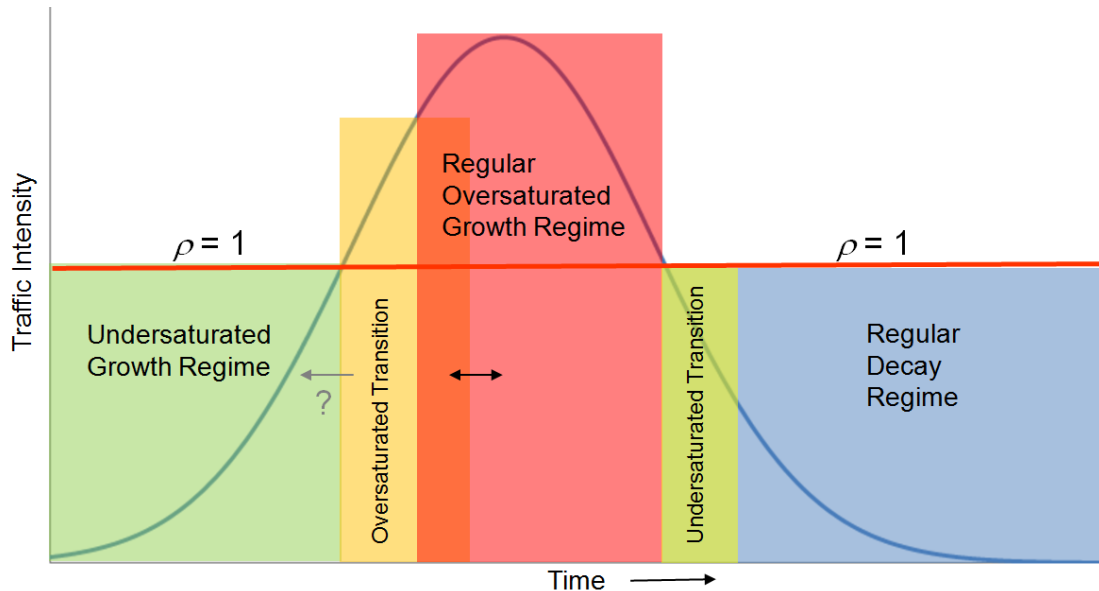 Traffic Intensity
ρ = 1
Undersaturated
Growth Regime
?
Oversaturated Transition
Regular
Oversaturated
Growth Regime
Undersaturated Transition
ρ = 1
Regular
Decay
Regime
Time